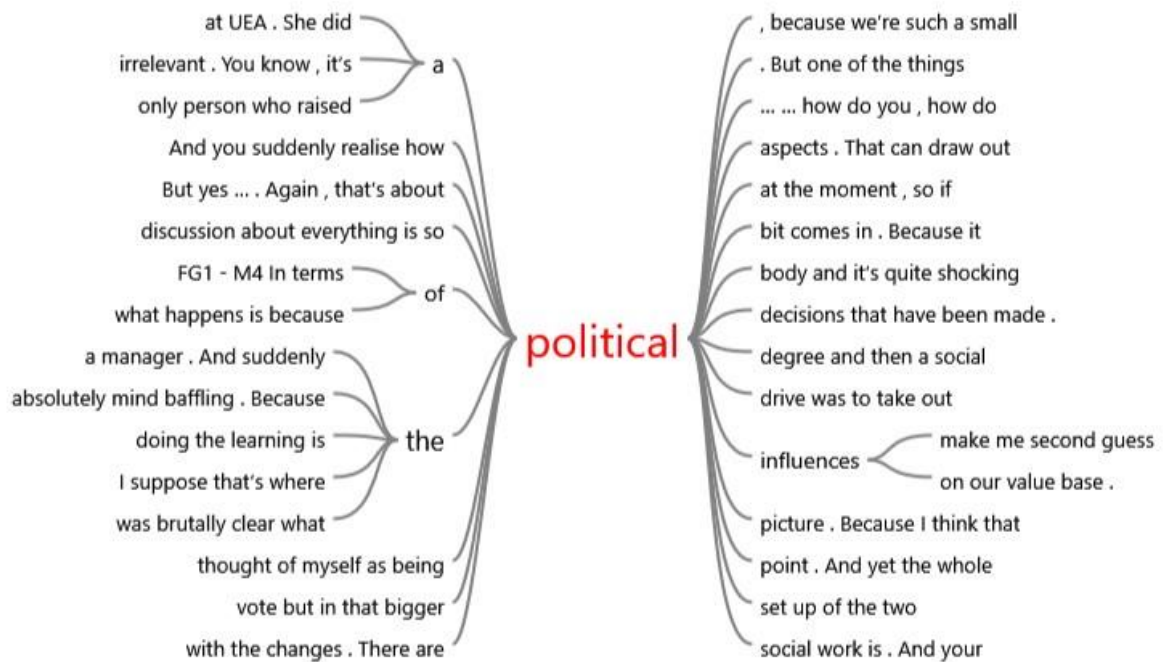 at UEA . She did
irrelevant . You know , it's
only person who raised
a
And you suddenly realise how
But yes ... . Again , that's about
discussion about everything is so
FG1 - M4 In terms
what happens is because
of
a manager . And suddenly
absolutely mind baffling . Because
doing the learning is
I suppose that's where
was brutally clear what
the
thought of myself as being
vote but in that bigger
with the changes . There are
political
, because we're such a small
. But one of the things
... ... how do you , how do
aspects . That can draw out
at the moment , so if
bit comes in . Because it
body and it's quite shocking
decisions that have been made .
degree and then a social
drive was to take out
influences
make me second guess
on our value base .
picture . Because I think that
point . And yet the whole
set up of the two
social work is . And your